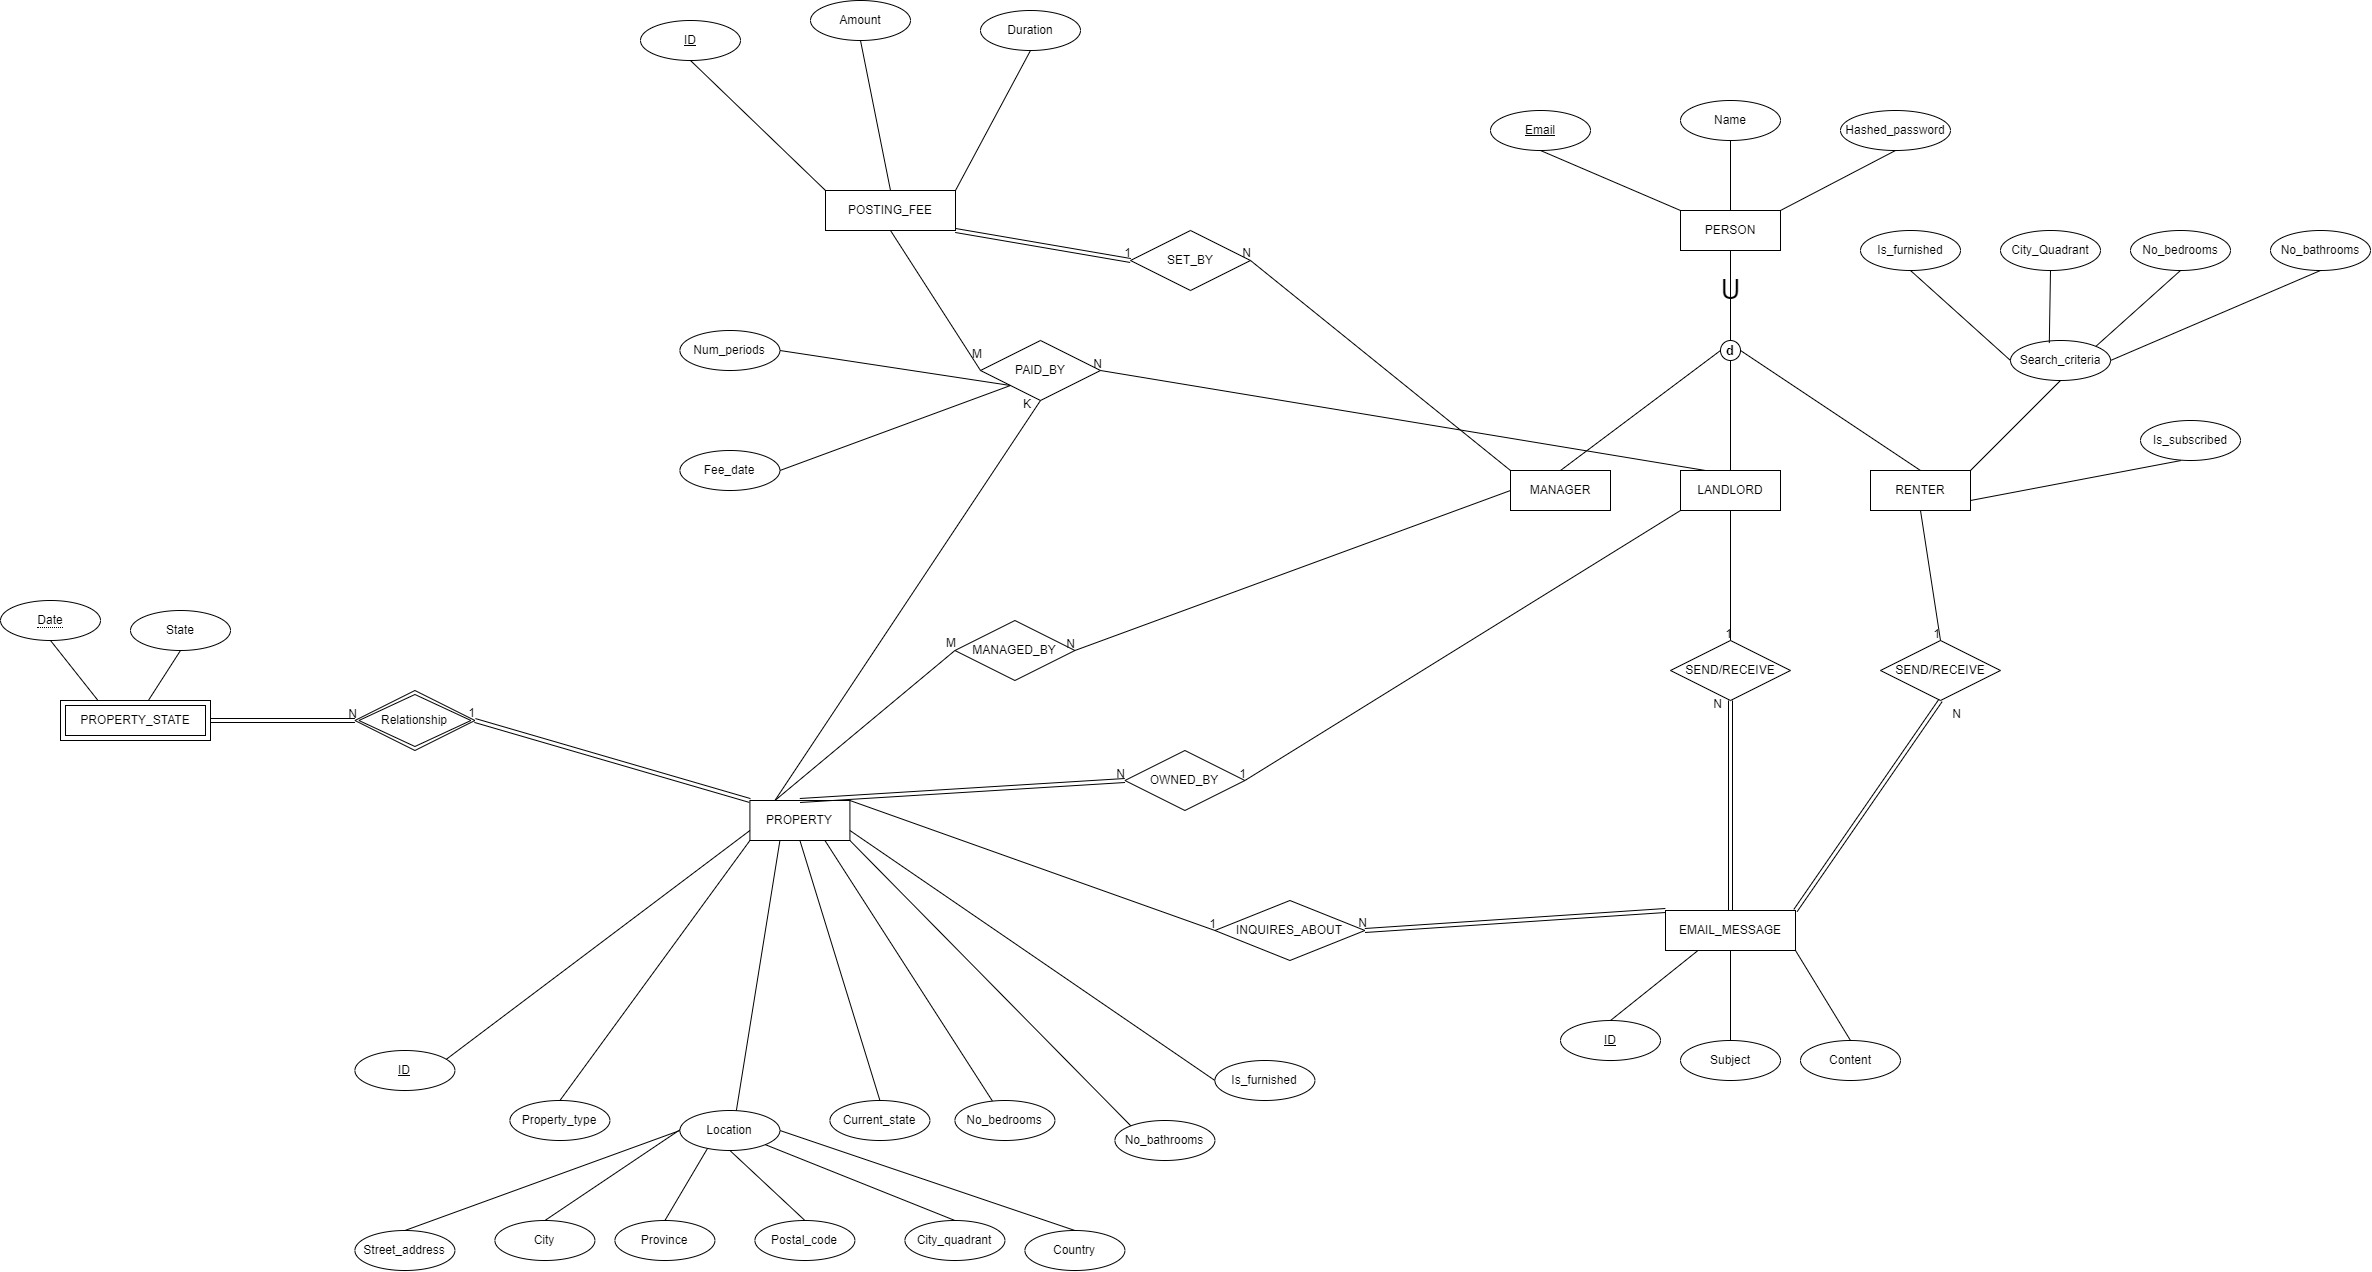 Amount
Duration
ID
Name
Email
Hashed_password
POSTING_FEE
PERSON
1
SET_BY
N
Is_furnished
City_Quadrant
No_bedrooms
No_bathrooms
U
Num_periods
M
PAID_BY
N
K
d
Search_criteria
Fee_date
Is_subscribed
MANAGER
LANDLORD
RENTER
Date
State
M
MANAGED_BY
N
1
SEND/RECEIVE
N
1
SEND/RECEIVE
N
PROPERTY_STATE
N
Relationship
1
N
OWNED_BY
1
PROPERTY
1
INQUIRES_ABOUT
N
EMAIL_MESSAGE
ID
Subject
Content
ID
Property_type
Location
Current_state
No_bedrooms
No_bathrooms
Is_furnished
Street_address
City
Province
Postal_code
City_quadrant
Country